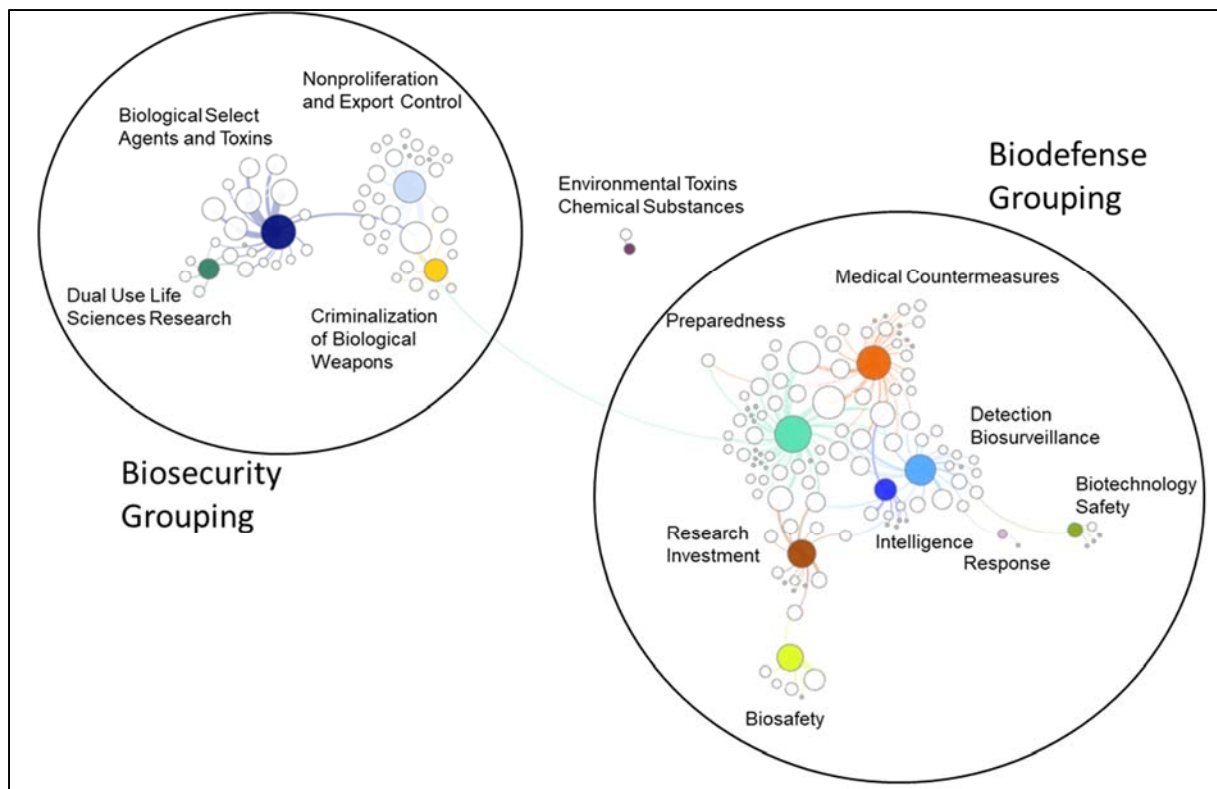 Nonproliferation
and Export Control
Biological Select
Agents and Toxins
Dual Use Life
Sciences Research
Criminalization
of Biological
Weapons
Biosecurity
Grouping
Environmental Toxins
Chemical Substances
Biodefense
Grouping
Medical Countermeasures
Preparedness
Detection
Biosurveillance
Biotechnology
Safety
Research
Investment
Intelligence
Response
Biosafety